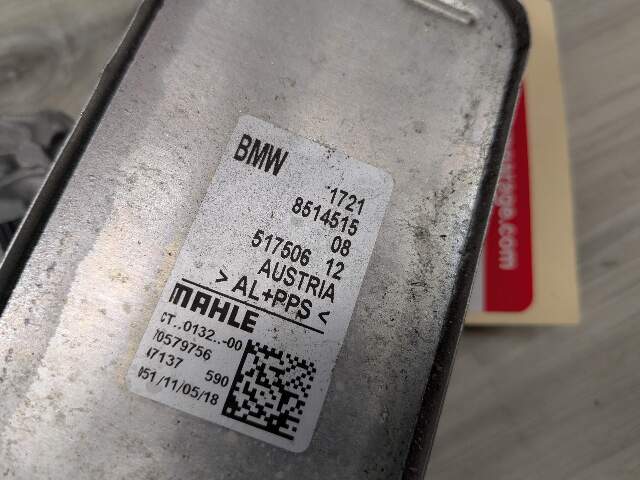 BMW
1721
8514515
08
517506 12
AUSTRIA
>AL+PPS<
MAHLE
CT..0132..-00
70579756
47137 590
051/11/05/18
.com